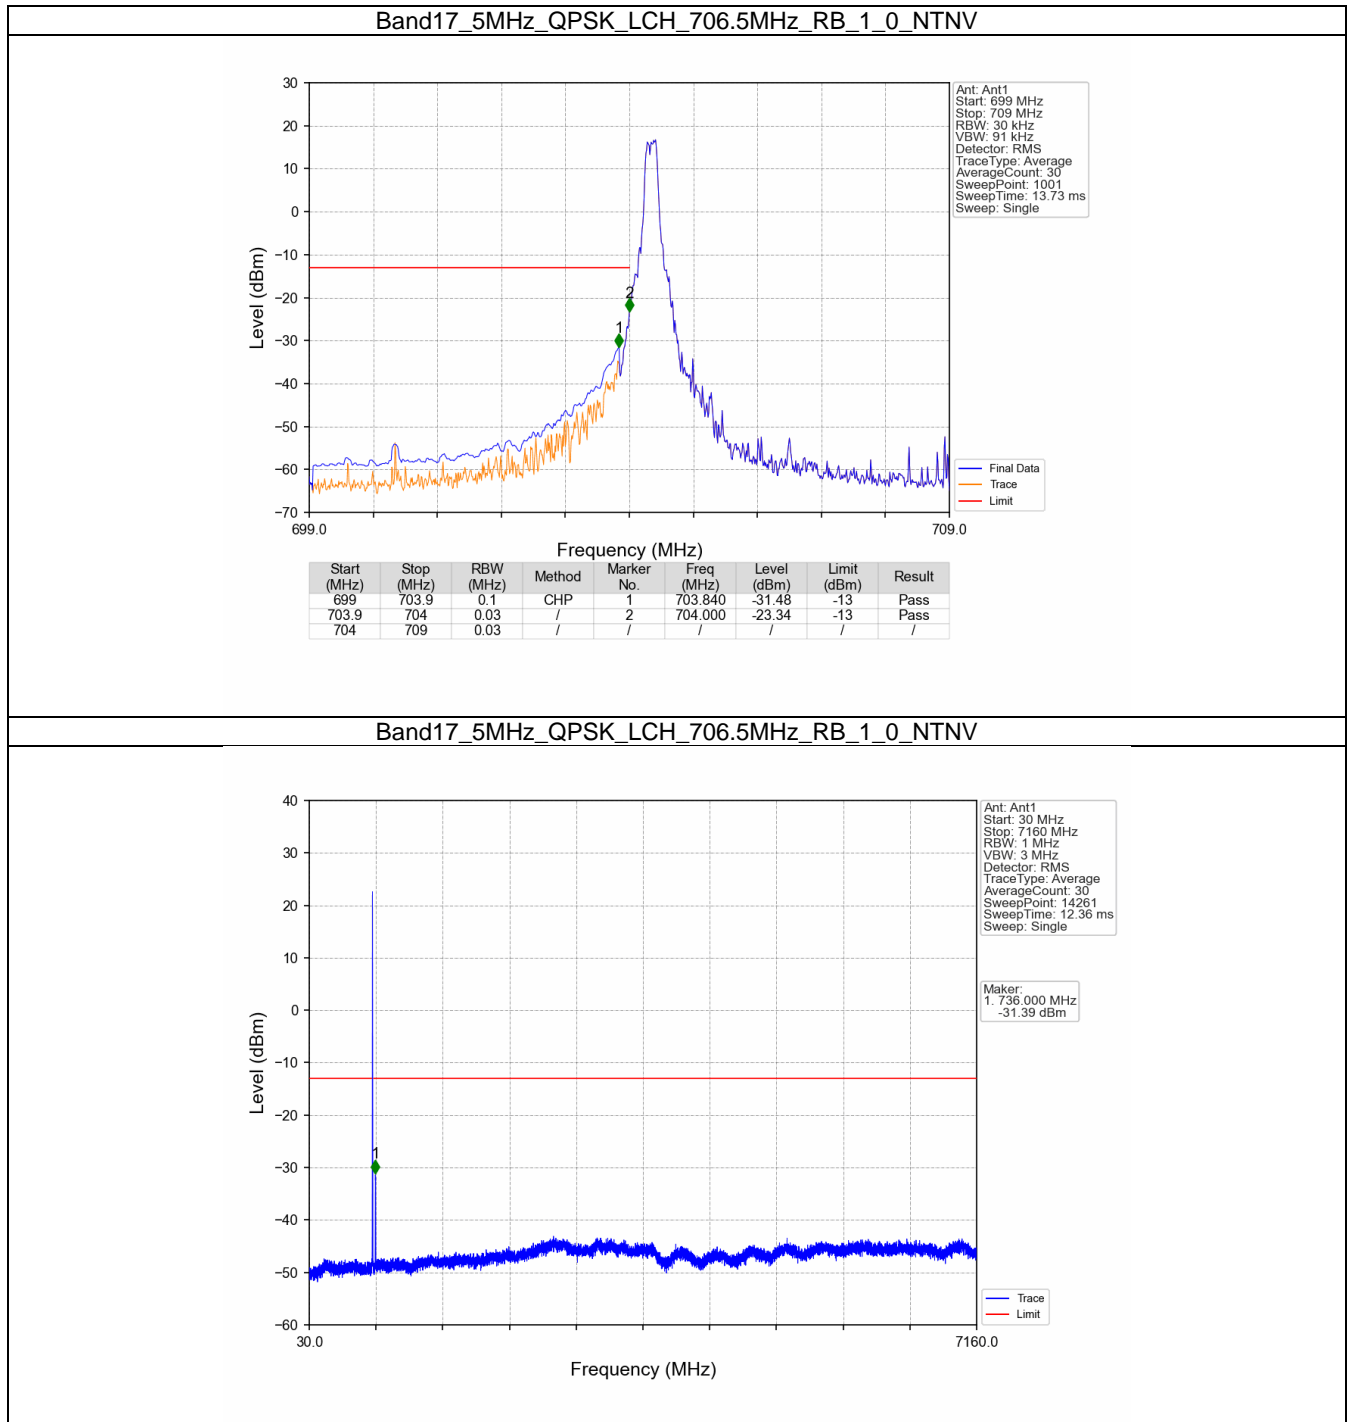 Band17_5MHz_QPSK_LCH_706.5MHz_RB_1_0_NTNV
30
20
10
0
−10
−20
−30
−40
−50
−60
−70
Level (dBm)
2
1
699.0
709.0
Frequency (MHz)
Ant: Ant1
Start: 699 MHz
Stop: 709 MHz
RBW: 30 kHz
VBW: 91 kHz
Detector: RMS
TraceType: Average
AverageCount: 30
SweepPoint: 1001
SweepTime: 13.73 ms
Sweep: Single
Final Data
Trace
Limit
Start (MHz) Stop (MHz) RBW (MHz) Method Marker No. Freq (MHz) Level (dBm) Limit (dBm) Result
699 703.9 0.1 CHP 1 703.840 -31.48 -13 Pass
703.9 704 0.03 / 2 704.000 -23.34 -13 Pass
704 709 0.03 / / / / / /
Band17_5MHz_QPSK_LCH_706.5MHz_RB_1_0_NTNV
40
30
20
10
0
−10
−20
−30
−40
−50
−60
Level (dBm)
1
30.0
7160.0
Frequency (MHz)
Ant: Ant1
Start: 30 MHz
Stop: 7160 MHz
RBW: 1 MHz
VBW: 3 MHz
Detector: RMS
TraceType: Average
AverageCount: 30
SweepPoint: 14261
SweepTime: 12.36 ms
Sweep: Single
Maker:
1. 736.000 MHz
-31.39 dBm
Trace
Limit